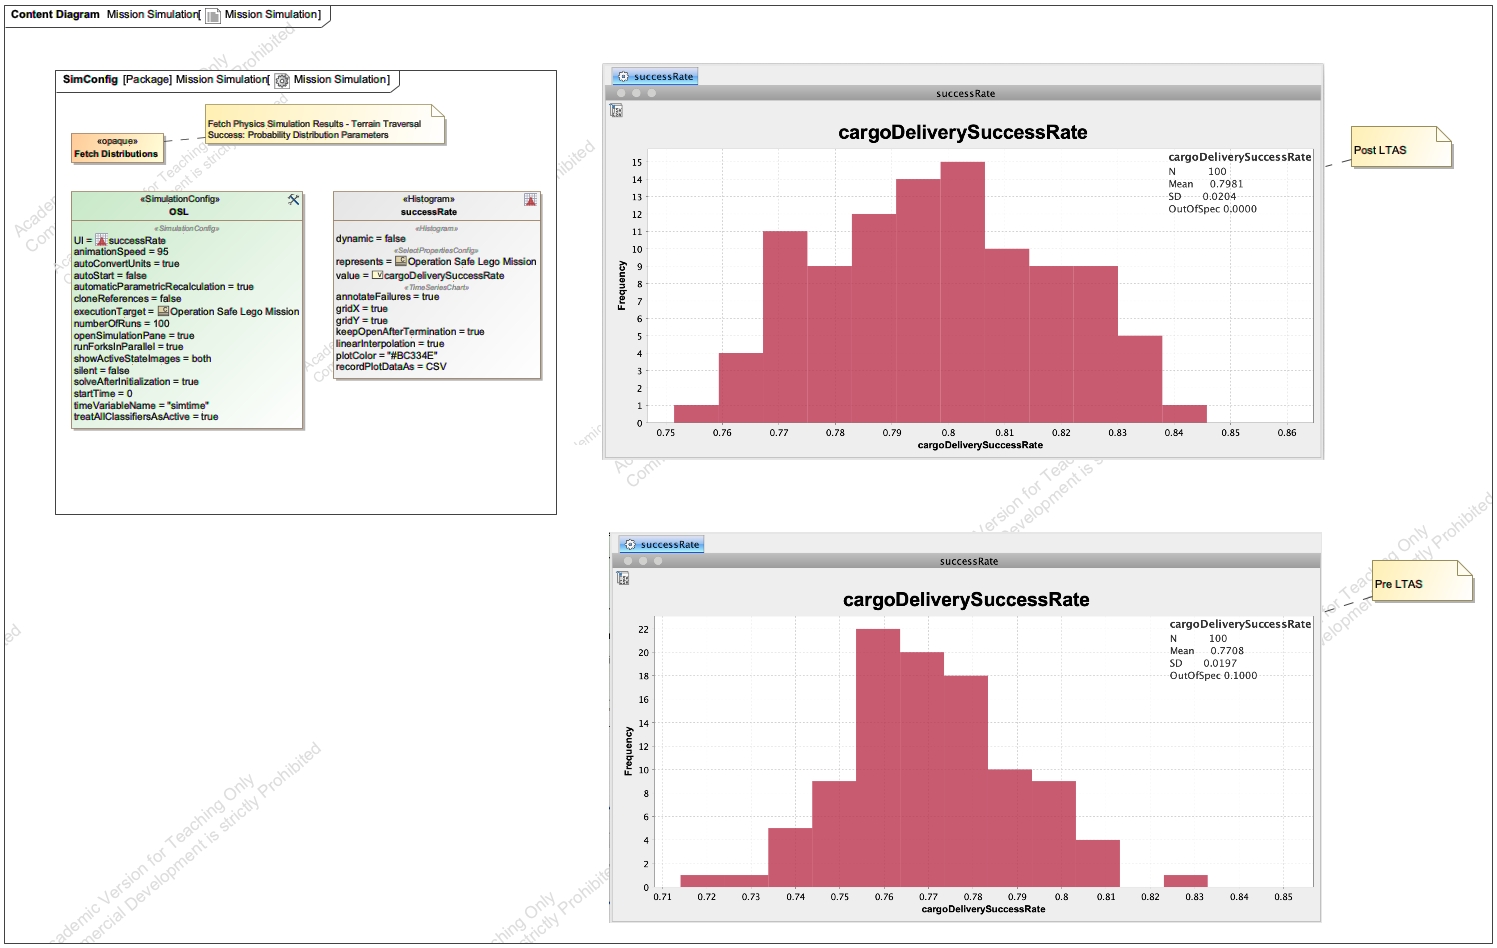 Content Diagram Mission Simulation[ Mission Simulation]
SimConfig [Package] Mission Simulation[ Mission Simulation]
«opaque»
Fetch Distributions
Fetch Physics Simulation Results - Terrain Traversal
Success: Probability Distribution Parameters
«SimulationConfig»
OSL
«SimulationConfig»
UI = successRate
animationSpeed = 95
autoConvertUnits = true
autoStart = false
automaticParametricRecalculation = true
cloneReferences = false
executionTarget = Operation Safe Lego Mission
numberOfRuns = 100
openSimulationPane = true
runForksInParallel = true
showActiveStateImages = both
silent = false
solveAfterInitialization = true
startTime = 0
timeVariableName = "simtime"
treatAllClassifiersAsActive = true
«Histogram»
successRate
«Histogram»
dynamic = false
«SelectPropertiesConfig»
represents = Operation Safe Lego Mission
value = cargoDeliverySuccessRate
«TimeSeriesChart»
annotateFailures = true
gridX = true
gridY = true
keepOpenAfterTermination = true
linearInterpolation = true
plotColor = "#BC334E"
recordPlotDataAs = CSV
successRate
successRate
cargoDeliverySuccessRate
cargoDeliverySuccessRate
N 100
Mean 0.7981
SD 0.0204
OutOfSpec 0.0000
Frequency
15
14
13
12
11
10
9
8
7
6
5
4
3
2
1
0
0.75 0.76 0.77 0.78 0.79 0.8 0.81 0.82 0.83 0.84 0.85 0.86
cargoDeliverySuccessRate
Post LTAS
successRate
successRate
cargoDeliverySuccessRate
cargoDeliverySuccessRate
N 100
Mean 0.7708
SD 0.0197
OutOfSpec 0.1000
Frequency
22
20
18
16
14
12
10
8
6
4
2
0
0.71 0.72 0.73 0.74 0.75 0.76 0.77 0.78 0.79 0.8 0.81 0.82 0.83 0.84 0.85
cargoDeliverySuccessRate
Pre LTAS
Academic Version for Teaching Only
Commercial Development is strictly Prohibited